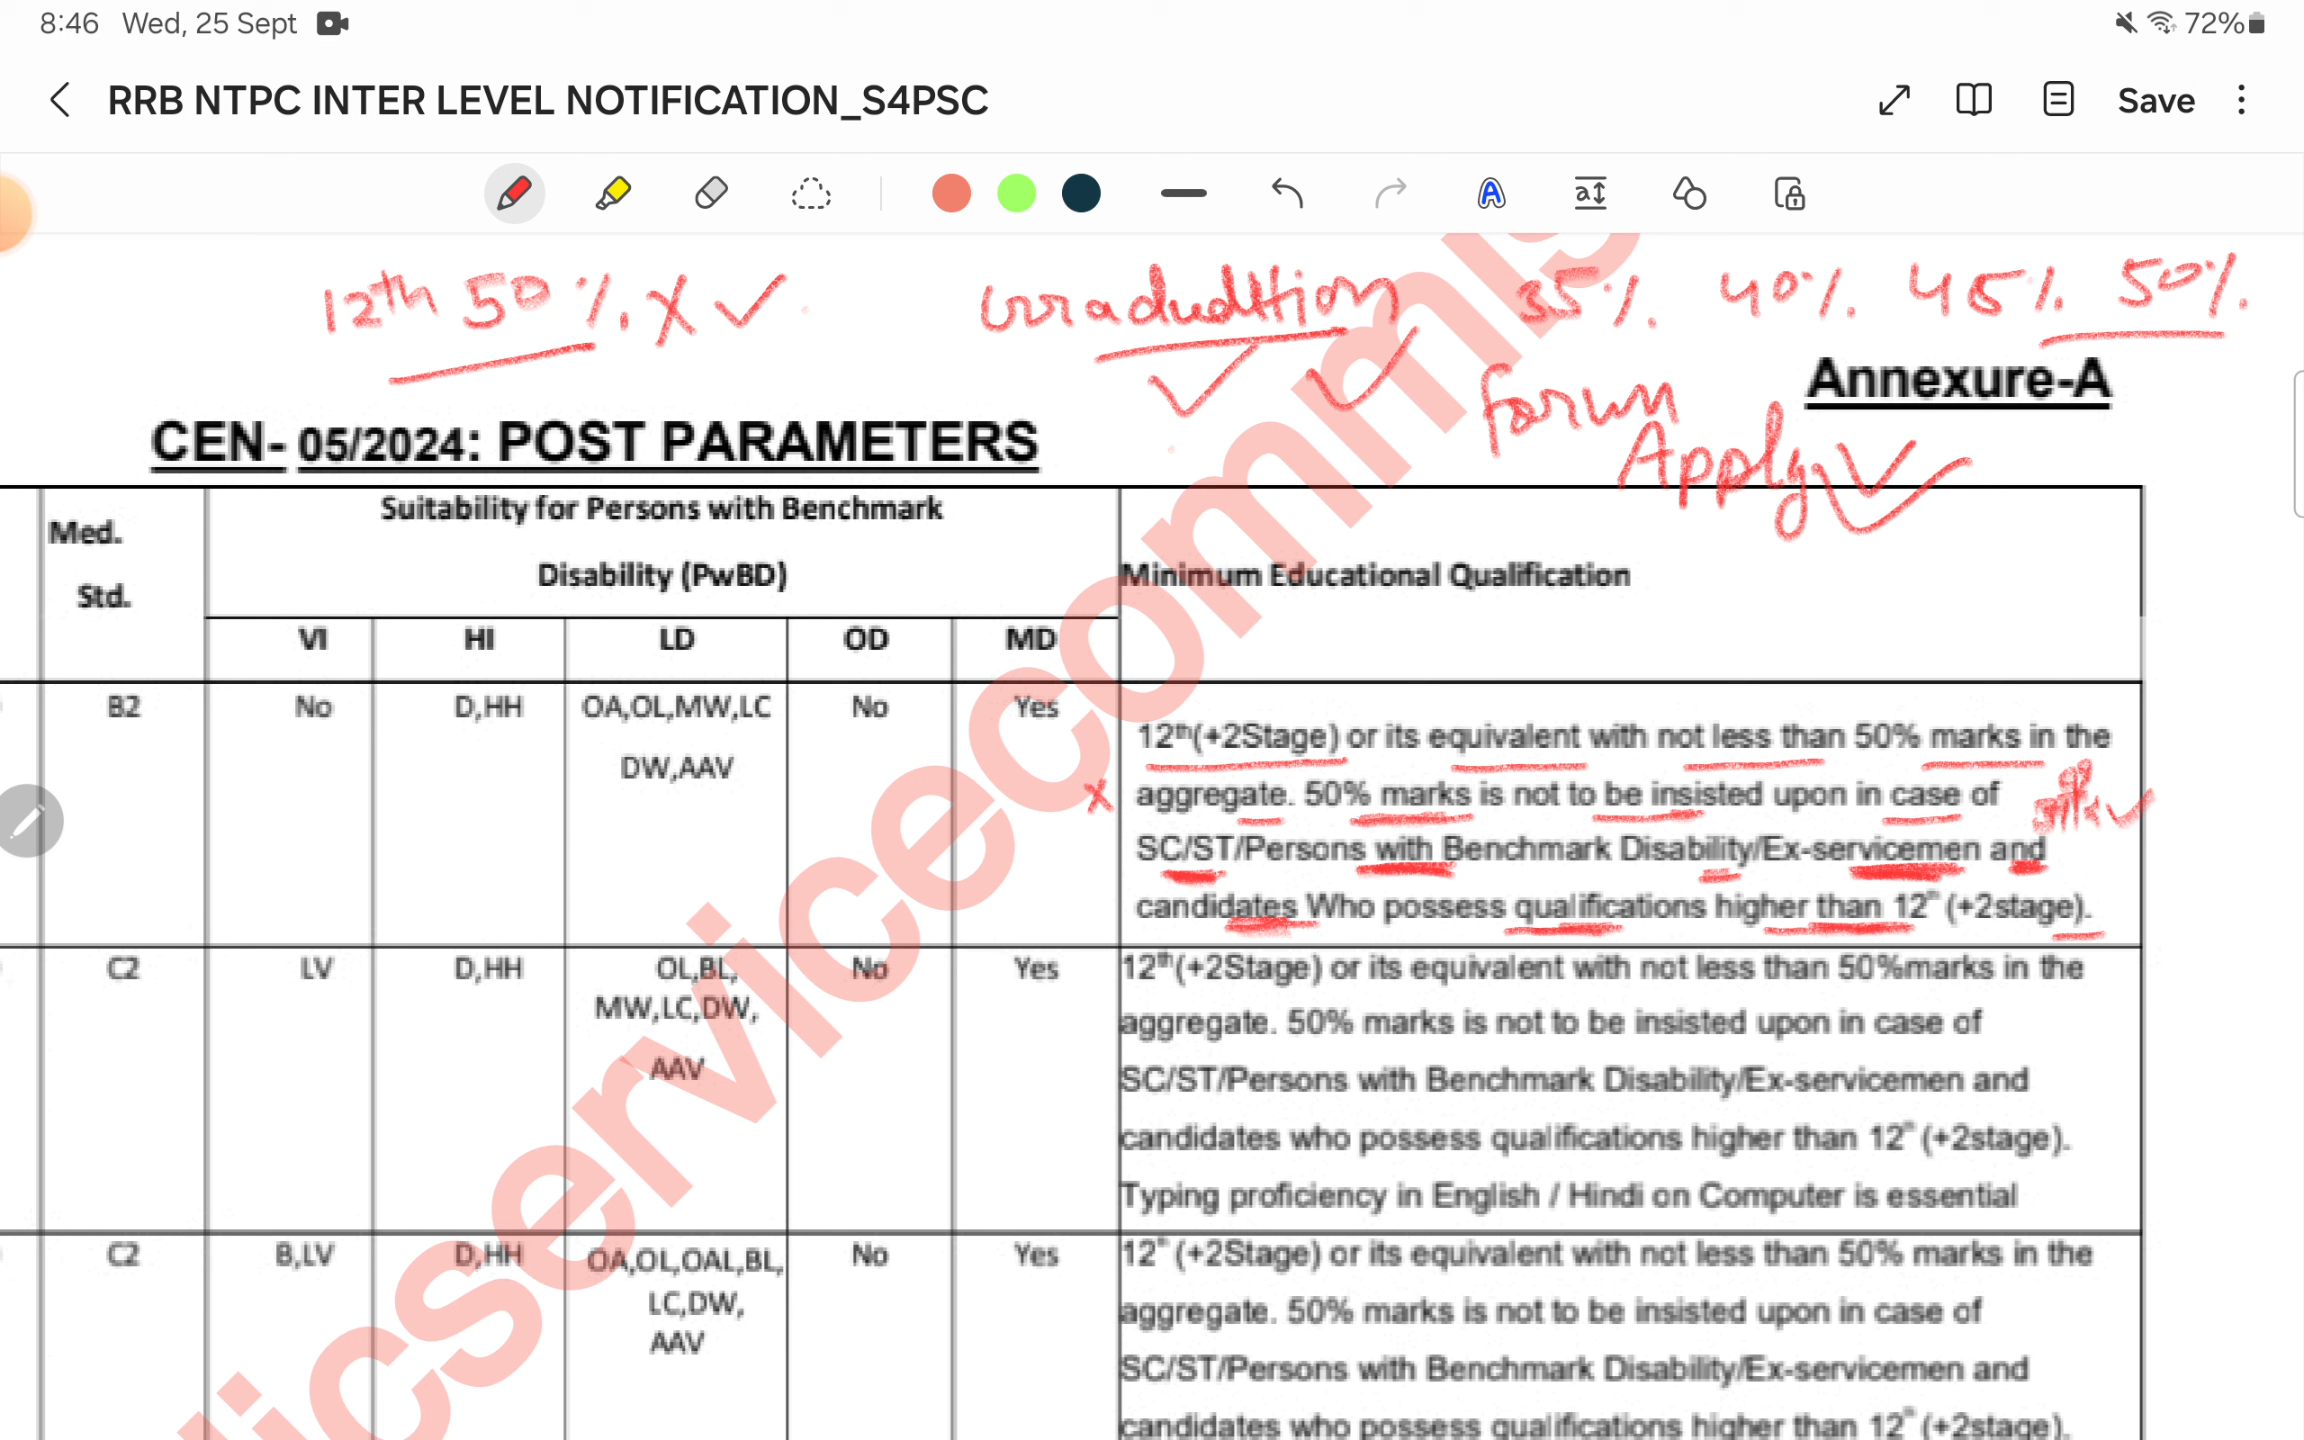 8:46 Wed, 25 Sept 72%
RRB NTPC INTER LEVEL NOTIFICATION_S4PSC Save
12th 50%. X Graduation 35%. 40%. 45%. 50%.
Forum
Apply
Annexure-A
CEN- 05/2024: POST PARAMETERS
Med.
Std.
Suitability for Persons with Benchmark
Disability (PwBD)
Minimum Educational Qualification
VI HI LD OD MD
B2 No D,HH OA,OL,MW,LC No Yes
DW,AAV
12th(+2Stage) or its equivalent with not less than 50% marks in the
x aggregate. 50% marks is not to be insisted upon in case of
SC/ST/Persons with Benchmark Disability/Ex-servicemen and
candidates Who possess qualifications higher than 12" (+2stage).
C2 LV D,HH OL,BL, No Yes
MW,LC,DW,
AAV
12th(+2Stage) or its equivalent with not less than 50%marks in the
aggregate. 50% marks is not to be insisted upon in case of
SC/ST/Persons with Benchmark Disability/Ex-servicemen and
candidates who possess qualifications higher than 12" (+2stage).
Typing proficiency in English / Hindi on Computer is essential
C2 B,LV D,HH OA,OL,OAL,BL, No Yes
LC,DW,
AAV
12" (+2Stage) or its equivalent with not less than 50% marks in the
aggregate. 50% marks is not to be insisted upon in case of
SC/ST/Persons with Benchmark Disability/Ex-servicemen and
candidates who possess qualifications higher than 12" (+2stage).
licservicecommis